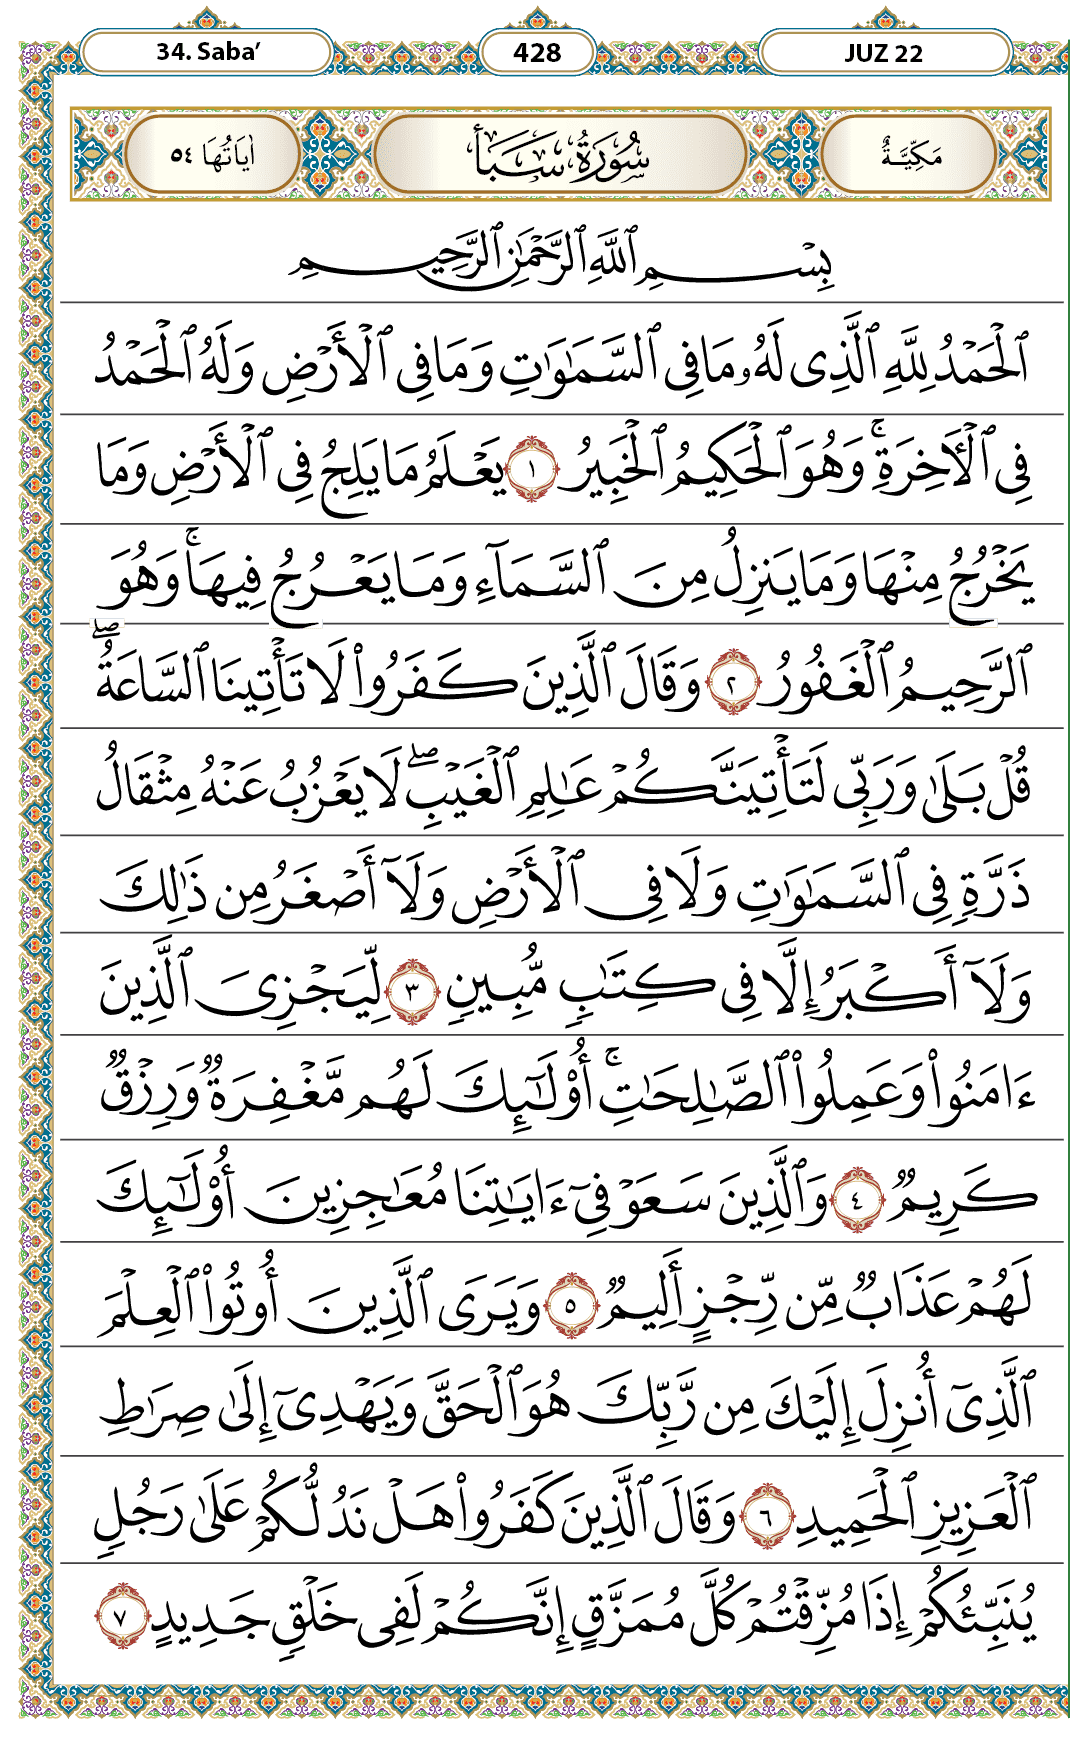 34. Saba’ 428 JUZ 22
مَكِّيَّةٌ سُورَةُ سَبَأ اٰيَاتُهَا ٥٤
بِسْمِ ٱللَّهِ ٱلرَّحْمَٰنِ ٱلرَّحِيمِ
ٱلْحَمْدُ لِلَّهِ ٱلَّذِى لَهُۥ مَا فِى ٱلسَّمَٰوَٰتِ وَمَا فِى ٱلْأَرْضِ وَلَهُ ٱلْحَمْدُ
فِى ٱلْأَخِرَةِ ۚ وَهُوَ ٱلْحَكِيمُ ٱلْخَبِيرُ ١ يَعْلَمُ مَا يَلِجُ فِى ٱلْأَرْضِ وَمَا
يَخْرُجُ مِنْهَا وَمَا يَنزِلُ مِنَ ٱلسَّمَآءِ وَمَا يَعْرُجُ فِيهَا ۚ وَهُوَ
ٱلرَّحِيمُ ٱلْغَفُورُ ٢ وَقَالَ ٱلَّذِينَ كَفَرُوا۟ لَا تَأْتِينَا ٱلسَّاعَةُ ۖ
قُلْ بَلَىٰ وَرَبِّى لَتَأْتِيَنَّكُمْ عَٰلِمِ ٱلْغَيْبِ ۖ لَا يَعْزُبُ عَنْهُ مِثْقَالُ
ذَرَّةٍ فِى ٱلسَّمَٰوَٰتِ وَلَا فِى ٱلْأَرْضِ وَلَآ أَصْغَرُ مِن ذَٰلِكَ
وَلَآ أَكْبَرُ إِلَّا فِى كِتَٰبٍ مُّبِينٍ ٣ لِّيَجْزِىَ ٱلَّذِينَ
ءَامَنُوا۟ وَعَمِلُوا۟ ٱلصَّٰلِحَٰتِ ۚ أُو۟لَٰٓئِكَ لَهُم مَّغْفِرَةٌ وَرِزْقٌ
كَرِيمٌ ٤ وَٱلَّذِينَ سَعَوْ فِىٓ ءَايَٰتِنَا مُعَٰجِزِينَ أُو۟لَٰٓئِكَ
لَهُمْ عَذَابٌ مِّن رِّجْزٍ أَلِيمٌ ٥ وَيَرَى ٱلَّذِينَ أُوتُوا۟ ٱلْعِلْمَ
ٱلَّذِىٓ أُنزِلَ إِلَيْكَ مِن رَّبِّكَ هُوَ ٱلْحَقَّ وَيَهْدِىٓ إِلَىٰ صِرَٰطِ
ٱلْعَزِيزِ ٱلْحَمِيدِ ٦ وَقَالَ ٱلَّذِينَ كَفَرُوا۟ هَلْ نَدُلُّكُمْ عَلَىٰ رَجُلٍ
يُنَبِّئُكُمْ إِذَا مُزِّقْتُمْ كُلَّ مُمَزَّقٍ إِنَّكُمْ لَفِى خَلْقٍ جَدِيدٍ ٧